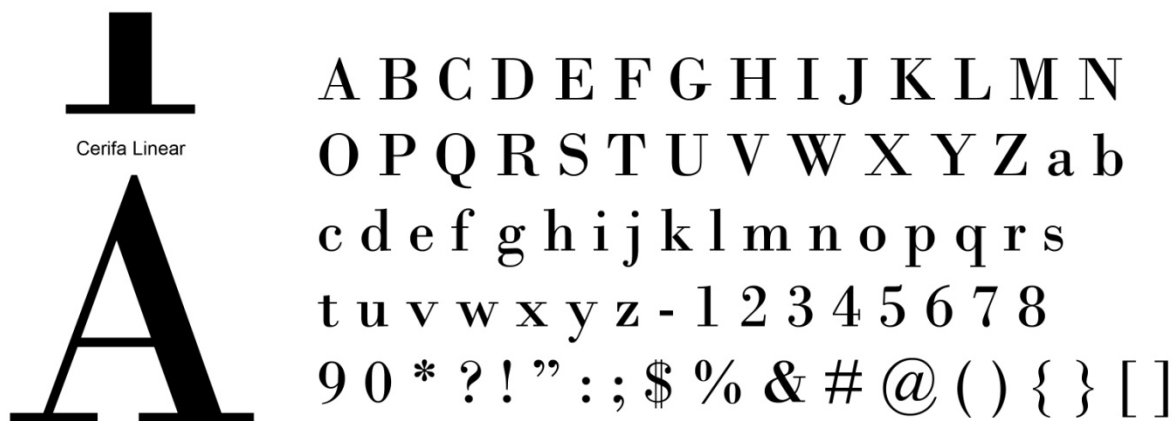 Cerifa Linear
A
A B C D E F G H I J K L M N
O P Q R S T U V W X Y Z a b
c d e f g h i j k l m n o p q r s
t u v w x y z - 1 2 3 4 5 6 7 8
9 0 * ? ! ” : ; $ % & # @ ( ) { } [ ]